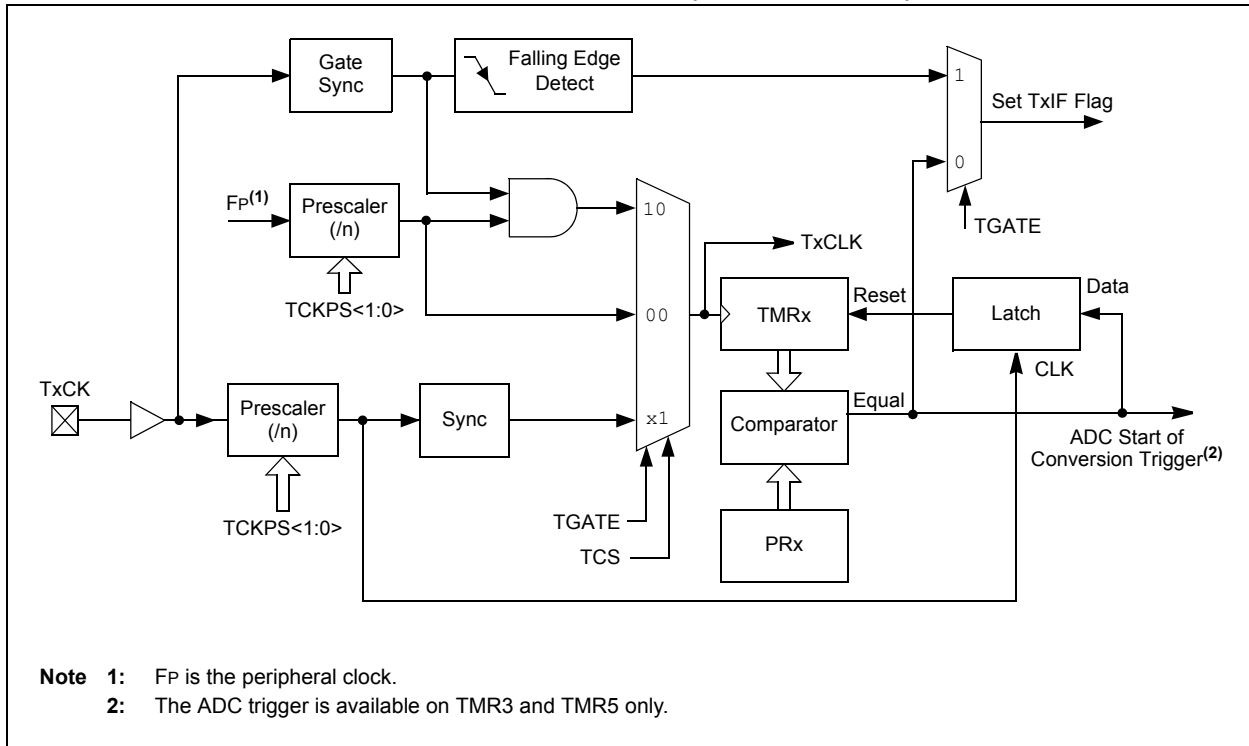 Gate
Sync
Falling Edge
Detect
1
Set TxIF Flag
0
FP(1)
Prescaler
(/n)
10
TGATE
TCKPS<1:0>
TxCLK
00
TMRx
Reset
Latch
Data
CLK
TxCK
Prescaler
(/n)
Sync
x1
Comparator
Equal
ADC Start of
Conversion Trigger(2)
TCKPS<1:0>
TGATE
TCS
PRx
Note 1: FP is the peripheral clock.
2: The ADC trigger is available on TMR3 and TMR5 only.